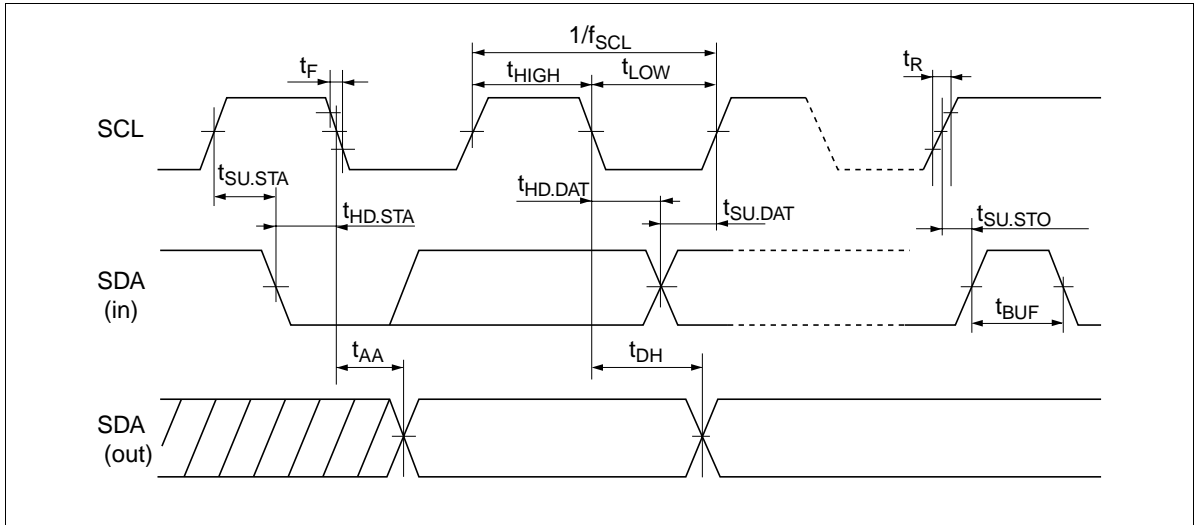 1/fSCL
tF
tHIGH
tLOW
tR
SCL
tSU.STA
tHD.DAT
tHD.STA
tSU.DAT
tSU.STO
SDA
(in)
tBUF
tAA
tDH
SDA
(out)